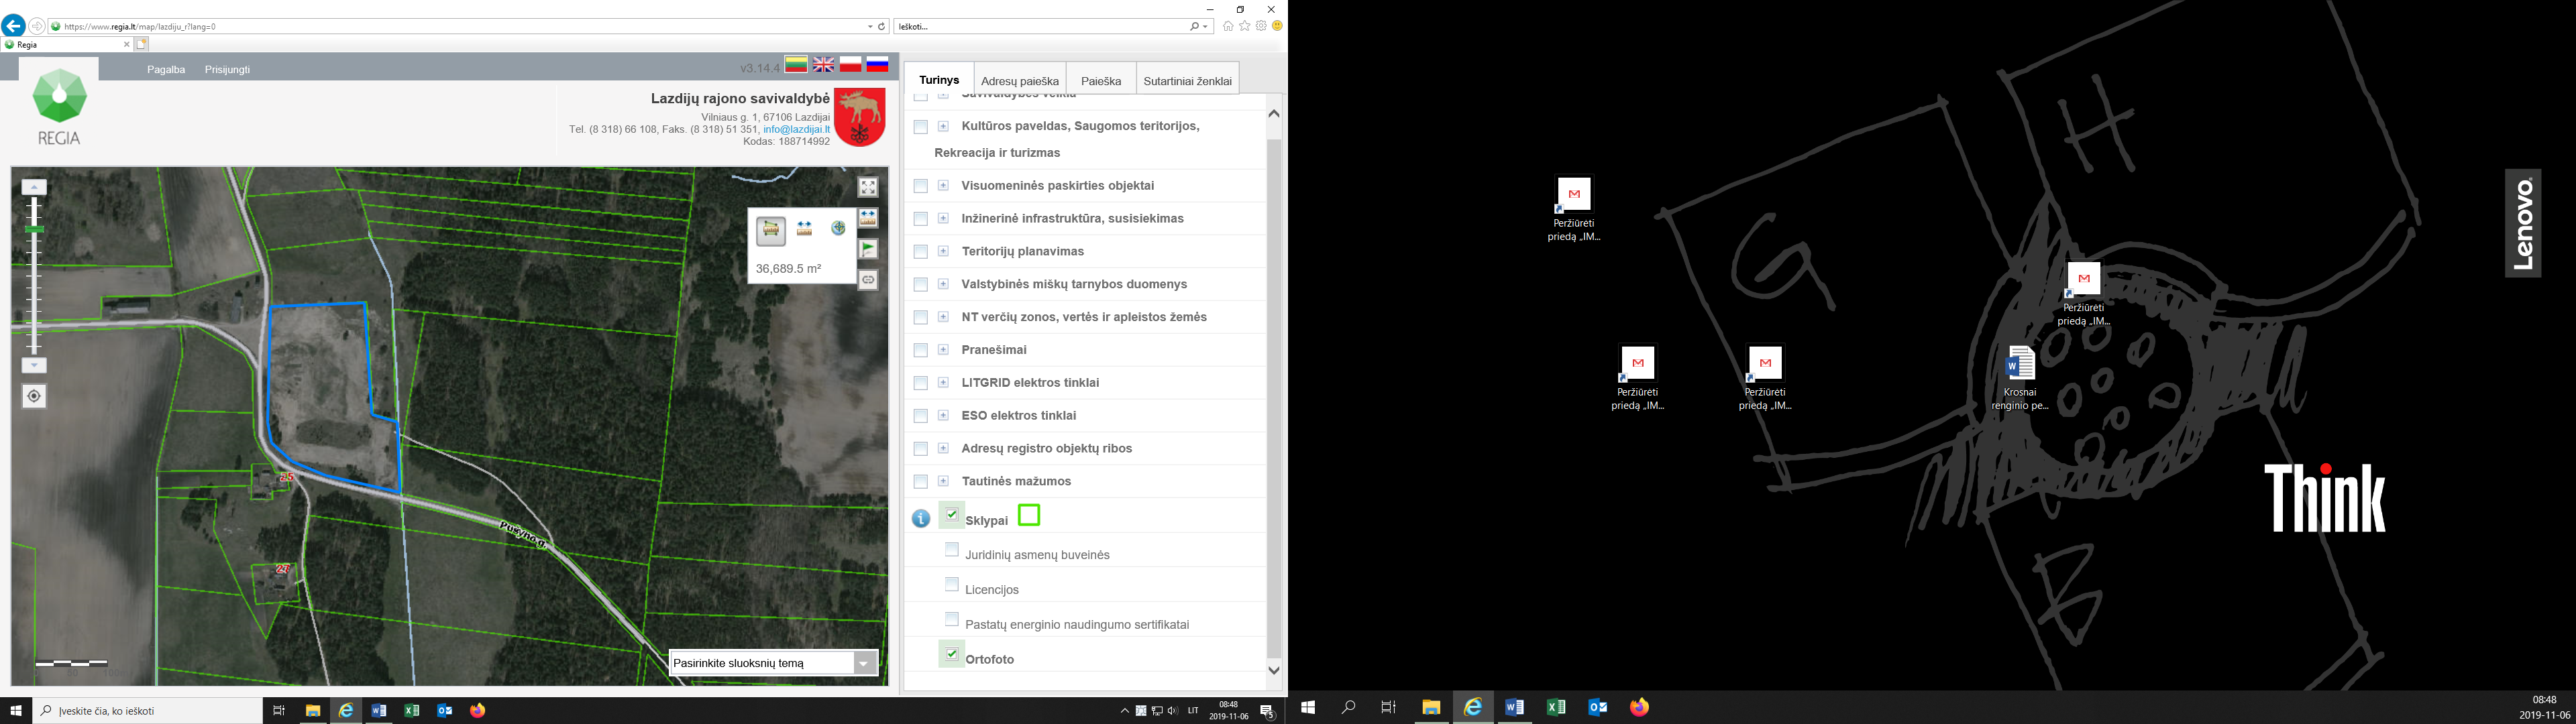 https://www.regia.lt/map/lazdiju_r?lang=0
Ieškoti...
Regia
Pagalba
Prisijungti
v3.14.4
REGIA
Lazdijų rajono savivaldybė
Vilniaus g. 1, 67106 Lazdijai
Tel. (8 318) 66 108, Faks. (8 318) 51 351, info@lazdijai.lt
Kodas: 188714992
36,689.5 m²
25
27
Pušyno g.
Pasirinkite sluoksnių temą
Turinys
Adresų paieška
Paieška
Sutartiniai ženklai
Savivaldybės veikla
Kultūros paveldas, Saugomos teritorijos,
Rekreacija ir turizmas
Visuomeninės paskirties objektai
Inžinerinė infrastruktūra, susisiekimas
Teritorijų planavimas
Valstybinės miškų tarnybos duomenys
NT verčių zonos, vertės ir apleistos žemės
Pranešimai
LITGRID elektros tinklai
ESO elektros tinklai
Adresų registro objektų ribos
Tautinės mažumos
Sklypai
Juridinių asmenų buveinės
Licencijos
Pastatų energinio naudingumo sertifikatai
Ortofoto
Įveskite čia, ko ieškoti
LIT
08:48
2019-11-06
5
Peržiūrėti
priedą „IM...
Peržiūrėti
priedą „IM...
Peržiūrėti
priedą „IM...
Peržiūrėti
priedą „IM...
Krosnai
renginio pe...
H
G
B
Lenovo
Think
08:48
2019-11-06